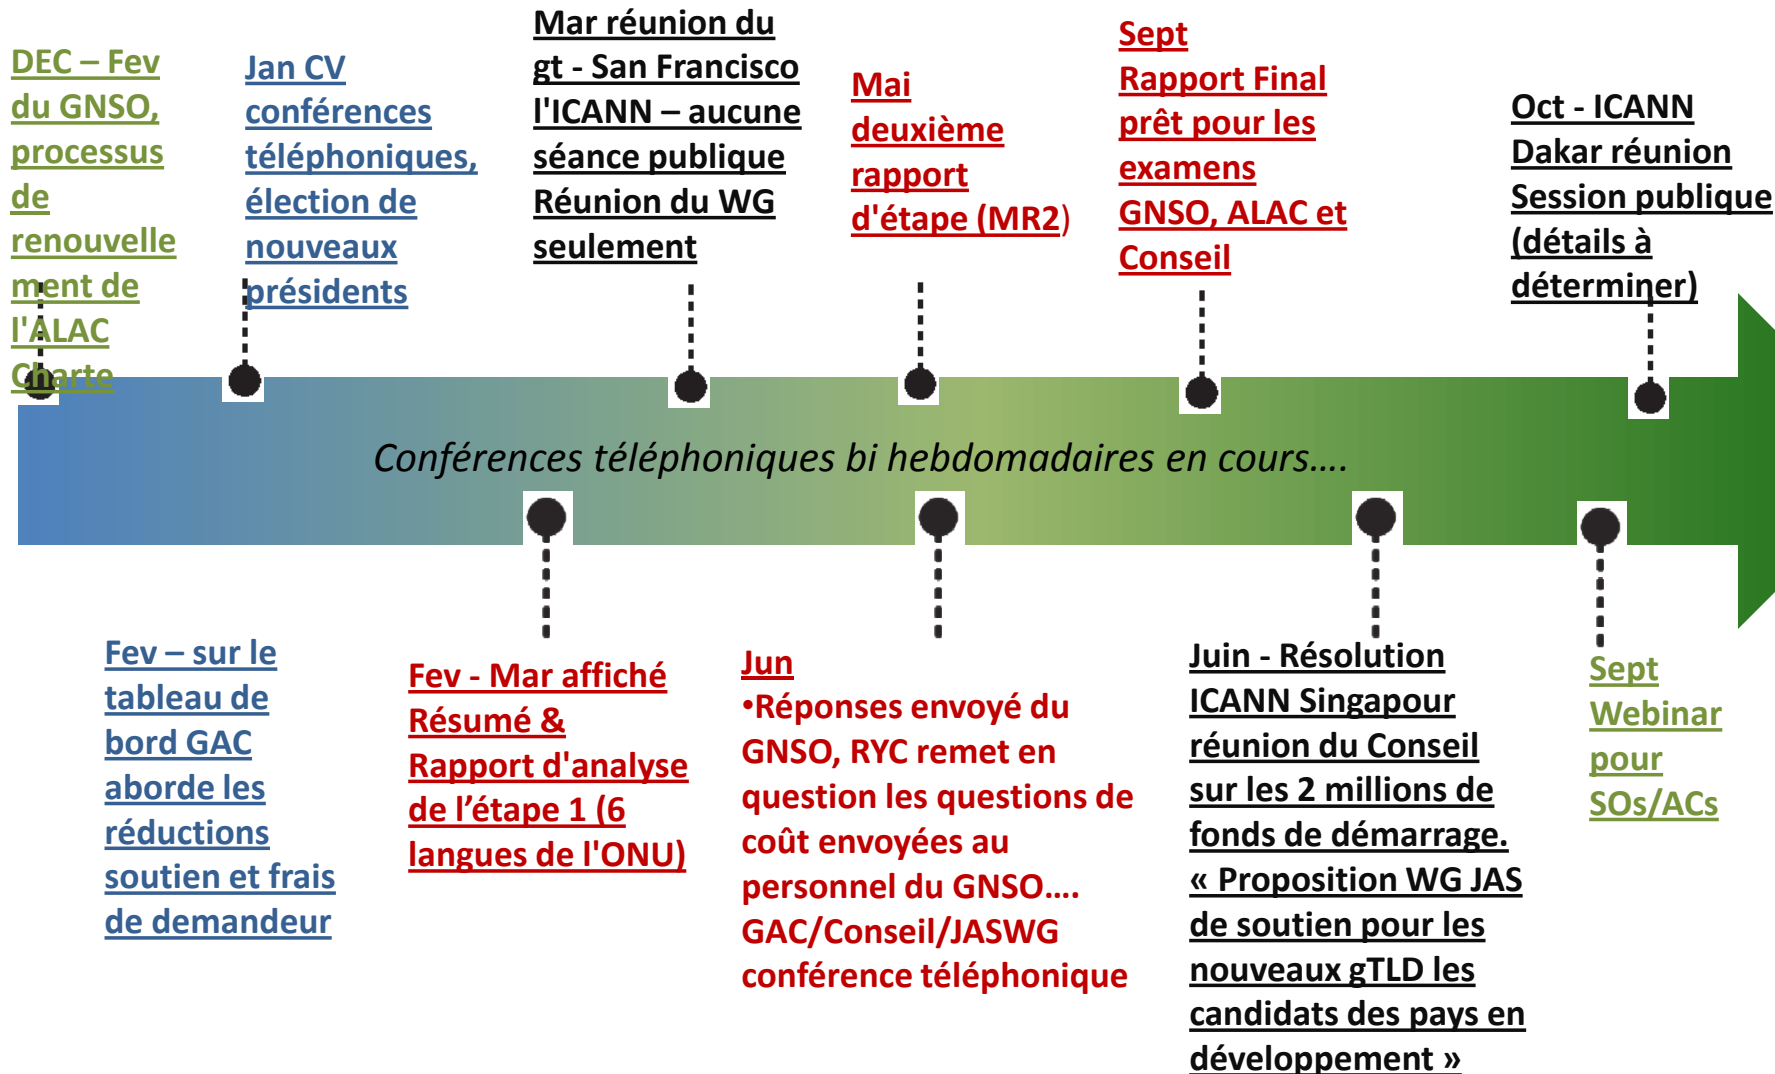 DEC – Fev
du GNSO,
processus
de
renouvelle
ment de
l'ALAC
Charte
Jan CV
conférences
téléphoniques,
élection de
nouveaux
présidents
Mar réunion du
gt - San Francisco
l'ICANN – aucune
séance publique
Réunion du WG
seulement
Mai
deuxième
rapport
d'étape (MR2)
Sept
Rapport Final
prêt pour les
examens
GNSO, ALAC et
Conseil
Oct - ICANN
Dakar réunion
Session publique
(détails à
déterminer)
Conférences téléphoniques bi hebdomadaires en cours....
Fev – sur le
tableau de
bord GAC
aborde les
réductions
soutien et frais
de demandeur
Fev - Mar affiché
Résumé &
Rapport d'analyse
de l’étape 1 (6
langues de l'ONU)
Jun
•Réponses envoyé du
GNSO, RYC remet en
question les questions de
coût envoyées au
personnel du GNSO....
GAC/Conseil/JASWG
conférence téléphonique
Juin - Résolution
ICANN Singapour
réunion du Conseil
sur les 2 millions de
fonds de démarrage.
« Proposition WG JAS
de soutien pour les
nouveaux gTLD les
candidats des pays en
développement »
Sept
Webinar
pour
SOs/ACs